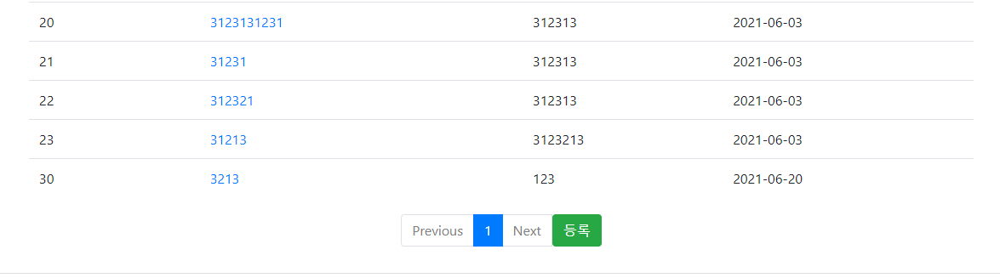 20 3123131231 312313 2021-06-03
21 31231 312313 2021-06-03
22 312321 312313 2021-06-03
23 31213 3123213 2021-06-03
30 3213 123 2021-06-20
Previous 1 Next 등록